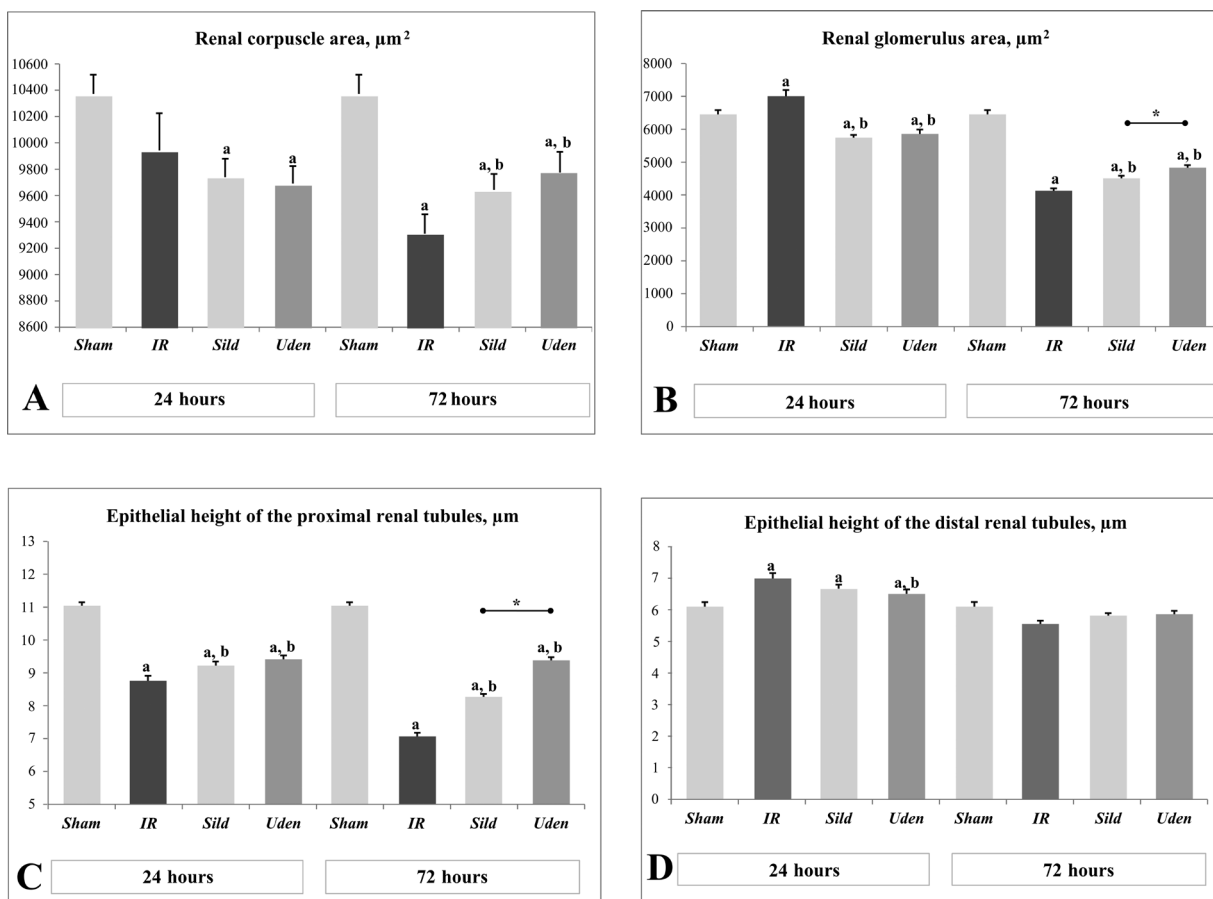 Renal corpuscle area, µm²
10600
10400
10200
10000
9800
9600
9400
9200
9000
8800
8600
a
a
a
a, b
a, b
Sham IR Sild Uden Sham IR Sild Uden
24 hours 72 hours
A
Renal glomerulus area, µm²
8000
7000
6000
5000
4000
3000
2000
1000
0
a
a, b
a, b
*
a
a, b
a, b
Sham IR Sild Uden Sham IR Sild Uden
24 hours 72 hours
B
Epithelial height of the proximal renal tubules, µm
13
12
11
10
9
8
7
6
5
a
a, b
a, b
*
a
a, b
a, b
Sham IR Sild Uden Sham IR Sild Uden
24 hours 72 hours
C
Epithelial height of the distal renal tubules, µm
8
7
6
5
4
3
2
1
0
a
a
a, b
Sham IR Sild Uden Sham IR Sild Uden
24 hours 72 hours
D